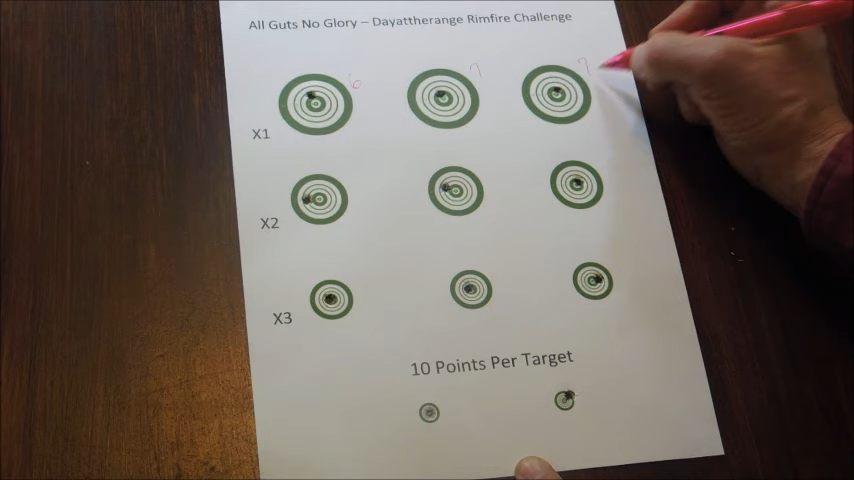 All Guts No Glory – Dayattherange Rimfire Challenge
6 7 7
X1
X2
X3
10 Points Per Target